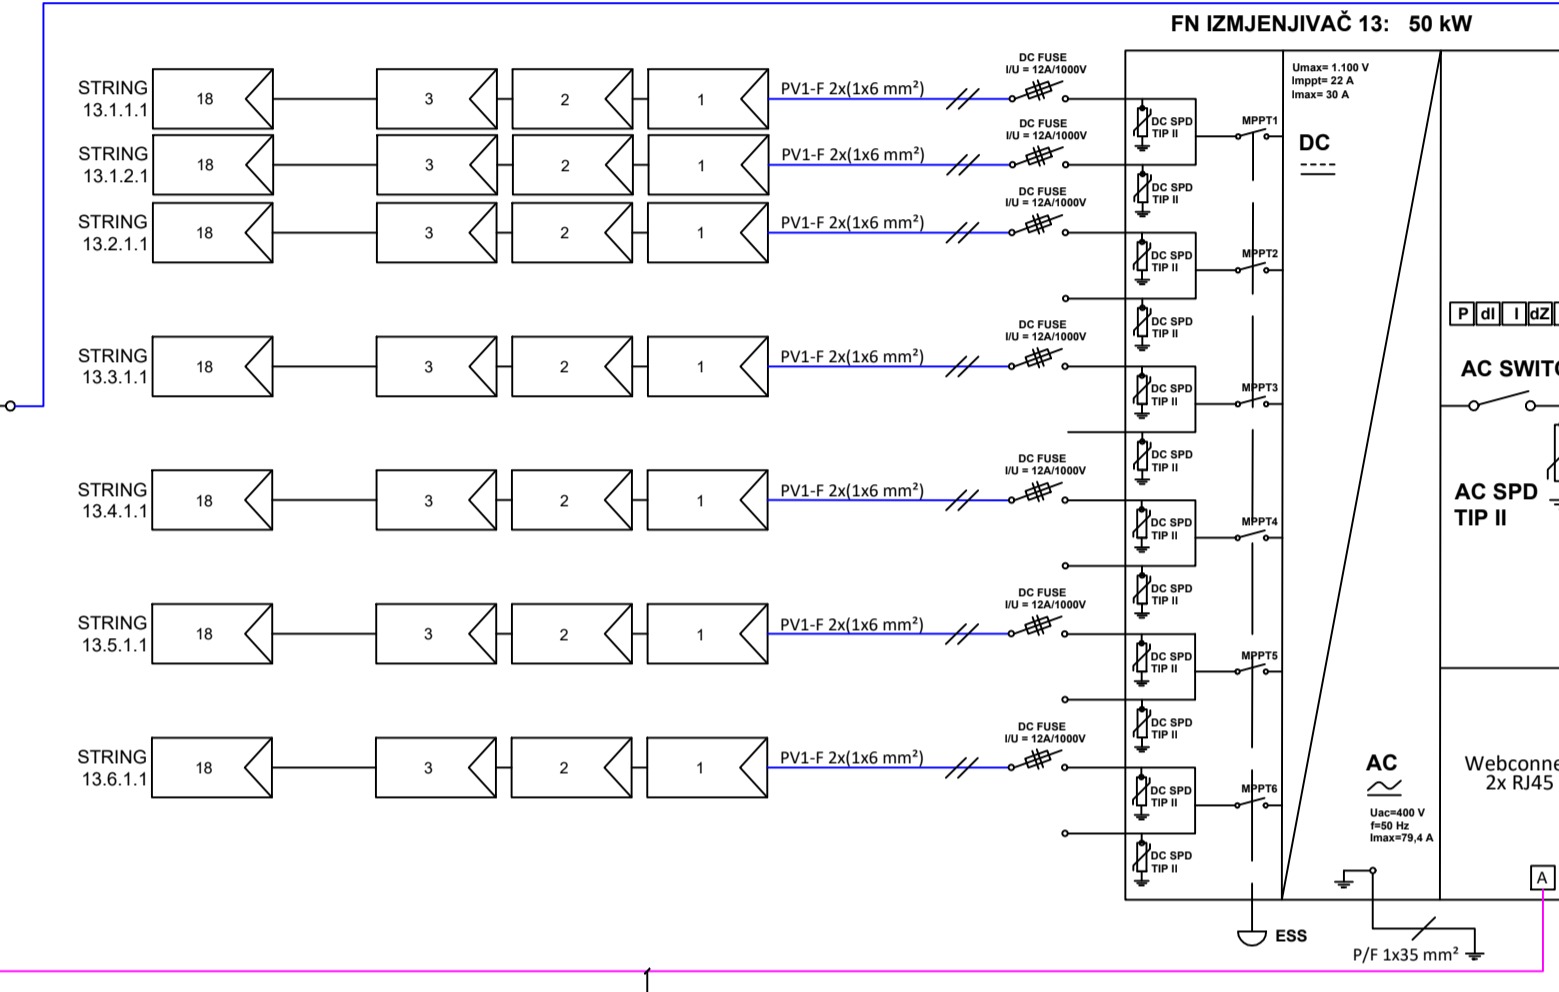 FN IZMJENJIVAČ 13: 50 kW
STRING
13.1.1.1
18
3
2
1
PV1-F 2x(1x6 mm²)
DC FUSE
I/U = 12A/1000V
STRING
13.1.2.1
18
3
2
1
PV1-F 2x(1x6 mm²)
DC FUSE
I/U = 12A/1000V
STRING
13.2.1.1
18
3
2
1
PV1-F 2x(1x6 mm²)
DC FUSE
I/U = 12A/1000V
STRING
13.3.1.1
18
3
2
1
PV1-F 2x(1x6 mm²)
DC FUSE
I/U = 12A/1000V
STRING
13.4.1.1
18
3
2
1
PV1-F 2x(1x6 mm²)
DC FUSE
I/U = 12A/1000V
STRING
13.5.1.1
18
3
2
1
PV1-F 2x(1x6 mm²)
DC FUSE
I/U = 12A/1000V
STRING
13.6.1.1
18
3
2
1
PV1-F 2x(1x6 mm²)
DC FUSE
I/U = 12A/1000V
DC SPD
TIP II
DC SPD
TIP II
DC SPD
TIP II
DC SPD
TIP II
DC SPD
TIP II
DC SPD
TIP II
DC SPD
TIP II
DC SPD
TIP II
DC SPD
TIP II
DC SPD
TIP II
DC SPD
TIP II
DC SPD
TIP II
MPPT1
MPPT2
MPPT3
MPPT4
MPPT5
MPPT6
Umax= 1.100 V
Imppt= 22 A
Imax= 30 A
DC
AC
Uac=400 V
f=50 Hz
Imax=79,4 A
P dI I dZ
AC SWITC
AC SPD
TIP II
Webconne
2x RJ45
A
ESS
P/F 1x35 mm²